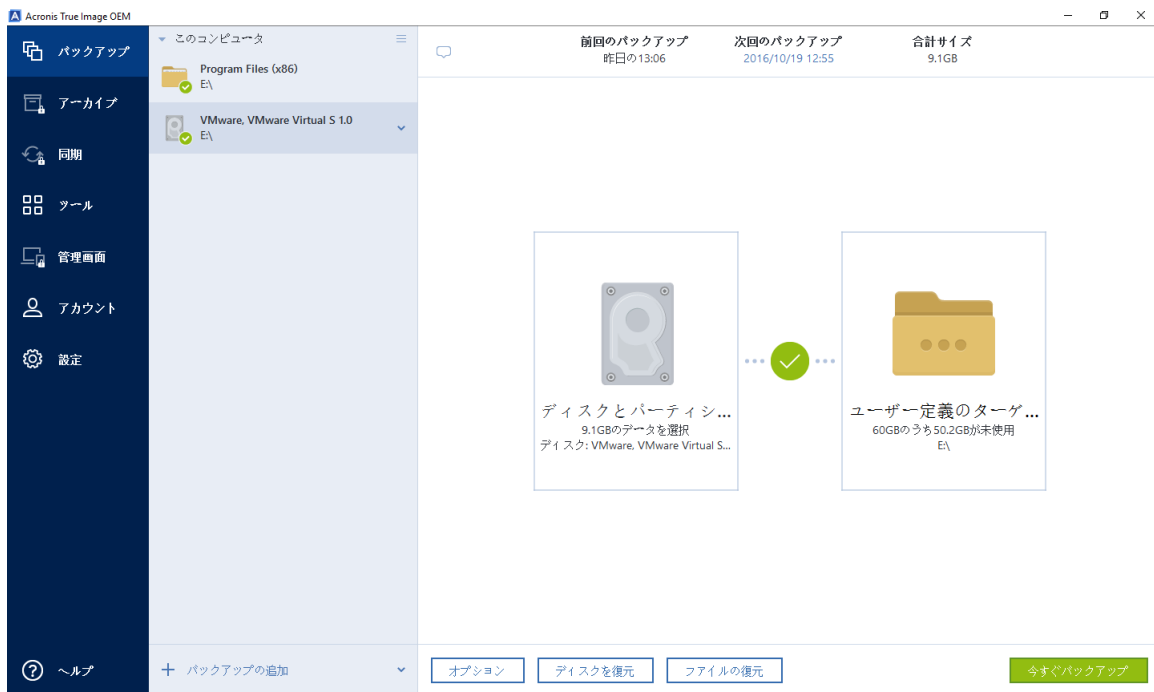 Acronis True Image OEM
バックアップ
アーカイブ
同期
ツール
管理画面
アカウント
設定
ヘルプ
このコンピュータ
Program Files (x86)
E:\
VMware, VMware Virtual S 1.0
E:\
バックアップの追加
前回のバックアップ
昨日の13:06
次回のバックアップ
2016/10/19 12:55
合計サイズ
9.1GB
ディスクとパーティシ...
9.1GBのデータを選択
ディスク: VMware, VMware Virtual S...
ユーザー定義のターゲ...
60GBのうち50.2GBが未使用
E:\
オプション
ディスクを復元
ファイルの復元
今すぐバックアップ